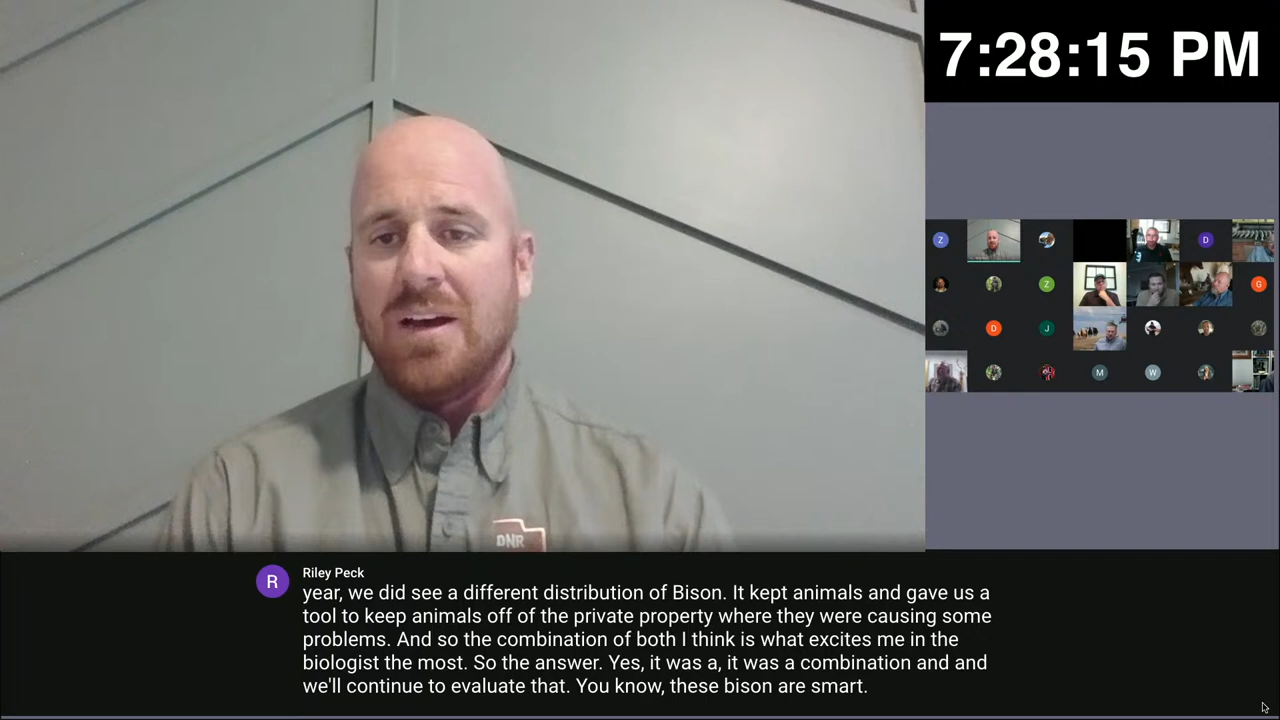 7:28:15 PM
Z
D
Z
G
D
J
M
W
DNR
R
Riley Peck
year, we did see a different distribution of Bison. It kept animals and gave us a
tool to keep animals off of the private property where they were causing some
problems. And so the combination of both I think is what excites me in the
biologist the most. So the answer. Yes, it was a, it was a combination and and
we'll continue to evaluate that. You know, these bison are smart.